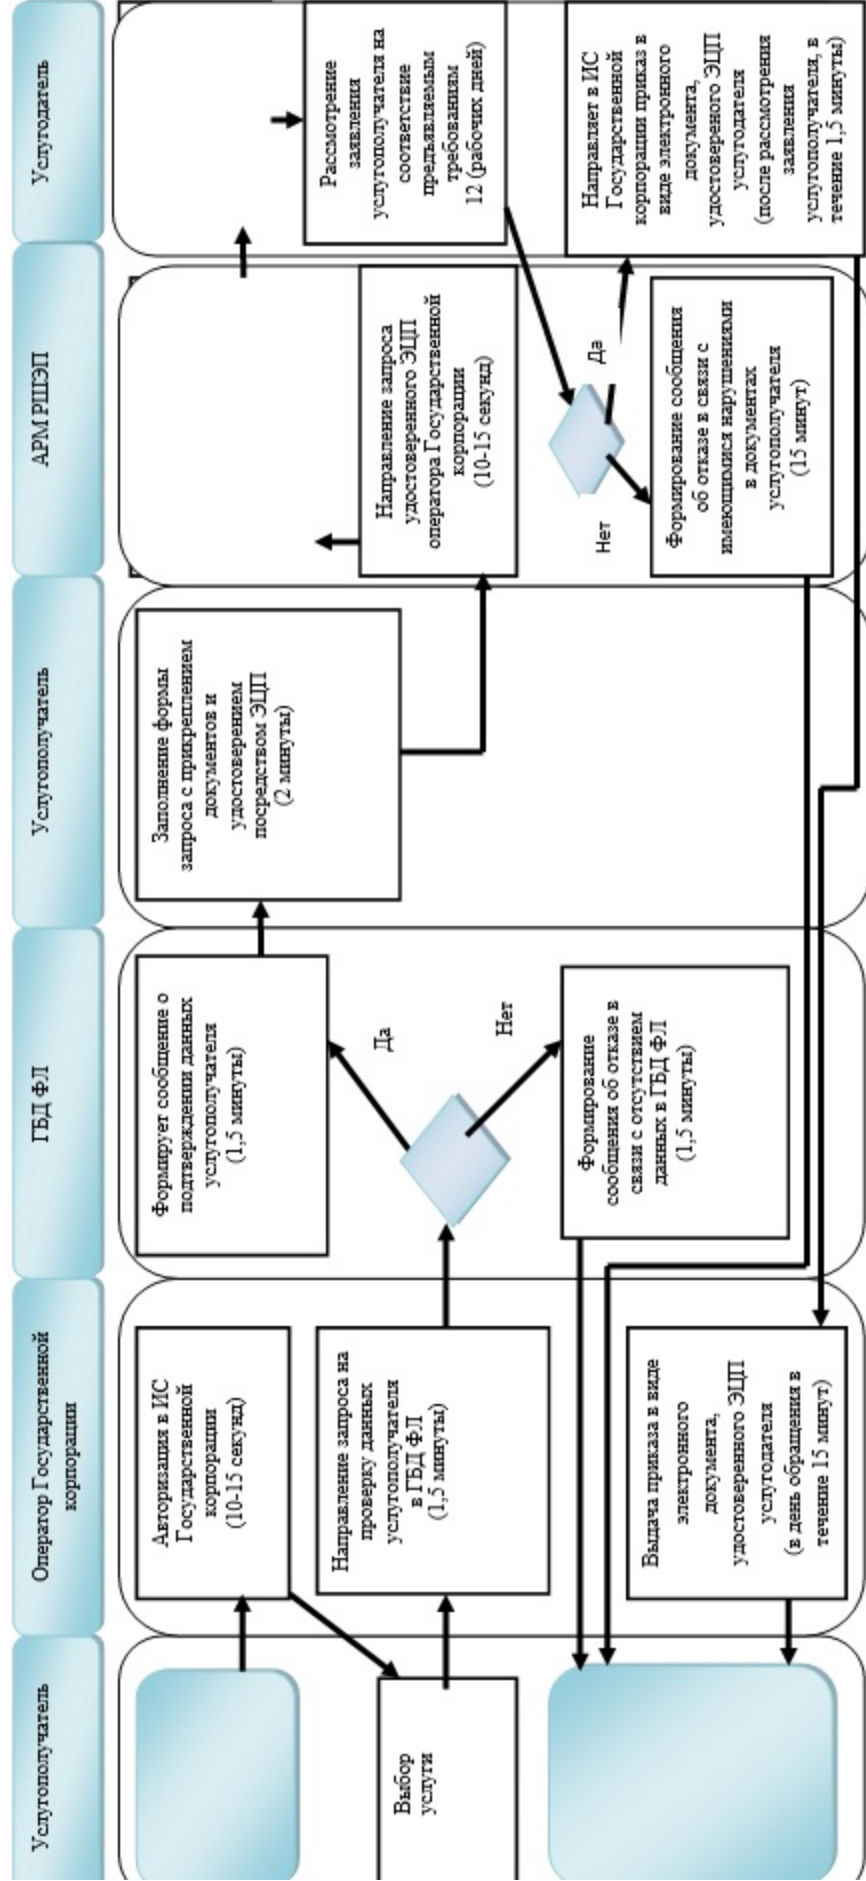 Услугополучатель
Оператор Государственной
корпорации
ГБД ФЛ
Услугополучатель
АРМ РШЭП
Услугодатель
Авторизация в ИС
Государственной
корпорации
(10-15 секунд)
Выбор
услуги
Направление запроса на
проверку данных
услугополучателя
в ГБД ФЛ
(1,5 минуты)
Формирует сообщение о
подтверждении данных
услугополучателя
(1,5 минуты)
Да
Нет
Формирование
сообщения об отказе в
связи с отсутствием
данных в ГБД ФЛ
(1,5 минуты)
Заполнение формы
запроса с прикреплением
документов и
удостоверением
посредством ЭЦП
(2 минуты)
Направление запроса
удостоверенного ЭЦП
оператора Государственной
корпорации
(10-15 секунд)
Рассмотрение
заявления
услугополучателя на
соответствие
предъявляемым
требованиям
12 (рабочих дней)
Да
Нет
Направляет в ИС
Государственной
корпорации приказ в
виде электронного
документа,
удостовереного ЭЦП
услугодателя
(после рассмотрения
заявления
услугополучателя, в
течение 1,5 минуты)
Формирование сообщения
об отказе в связи с
имеющимися нарушениями
в документах
услугополучателя
(15 минут)
Выдача приказа в виде
электронного
документа,
удостоверенного ЭЦП
услугодателя
(в день обращения в
течение 15 минут)